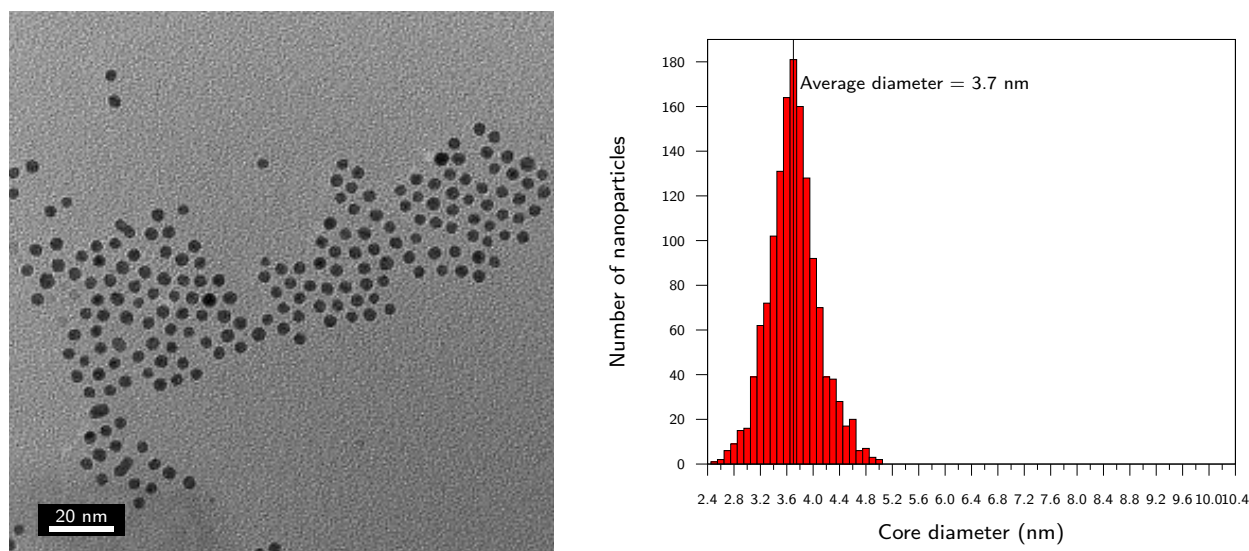 20 nm
Average diameter = 3.7 nm
Number of nanoparticles
180
160
140
120
100
80
60
40
20
0
2.4 2.8 3.2 3.6 4.0 4.4 4.8 5.2 5.6 6.0 6.4 6.8 7.2 7.6 8.0 8.4 8.8 9.2 9.6 10.0 10.4
Core diameter (nm)